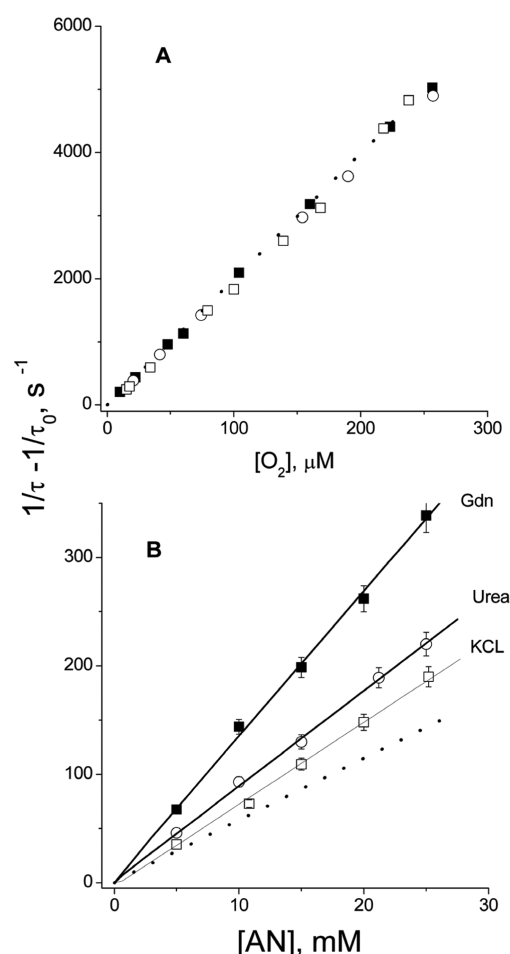 6000
A
4000
2000
0
0 100 200 300
[O₂], μM
1/τ -1/τ₀, s⁻¹
Gdn
B
300
Urea
KCL
200
100
0
0 10 20 30
[AN], mM